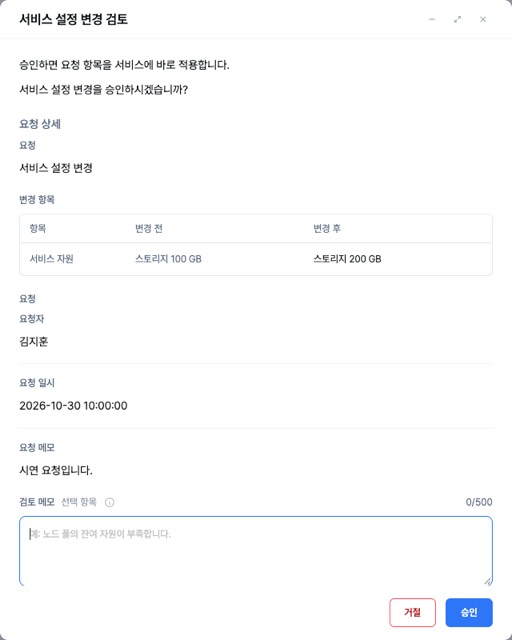 서비스 설정 변경 검토
승인하면 요청 항목을 서비스에 바로 적용합니다.
서비스 설정 변경을 승인하시겠습니까?
요청 상세
요청
서비스 설정 변경
변경 항목
항목 변경 전 변경 후
서비스 자원 스토리지 100 GB 스토리지 200 GB
요청
요청자
김지훈
요청 일시
2026-10-30 10:00:00
요청 메모
시연 요청입니다.
검토 메모 선택 항목 0/500
예: 노드 풀의 잔여 자원이 부족합니다.
거절 승인